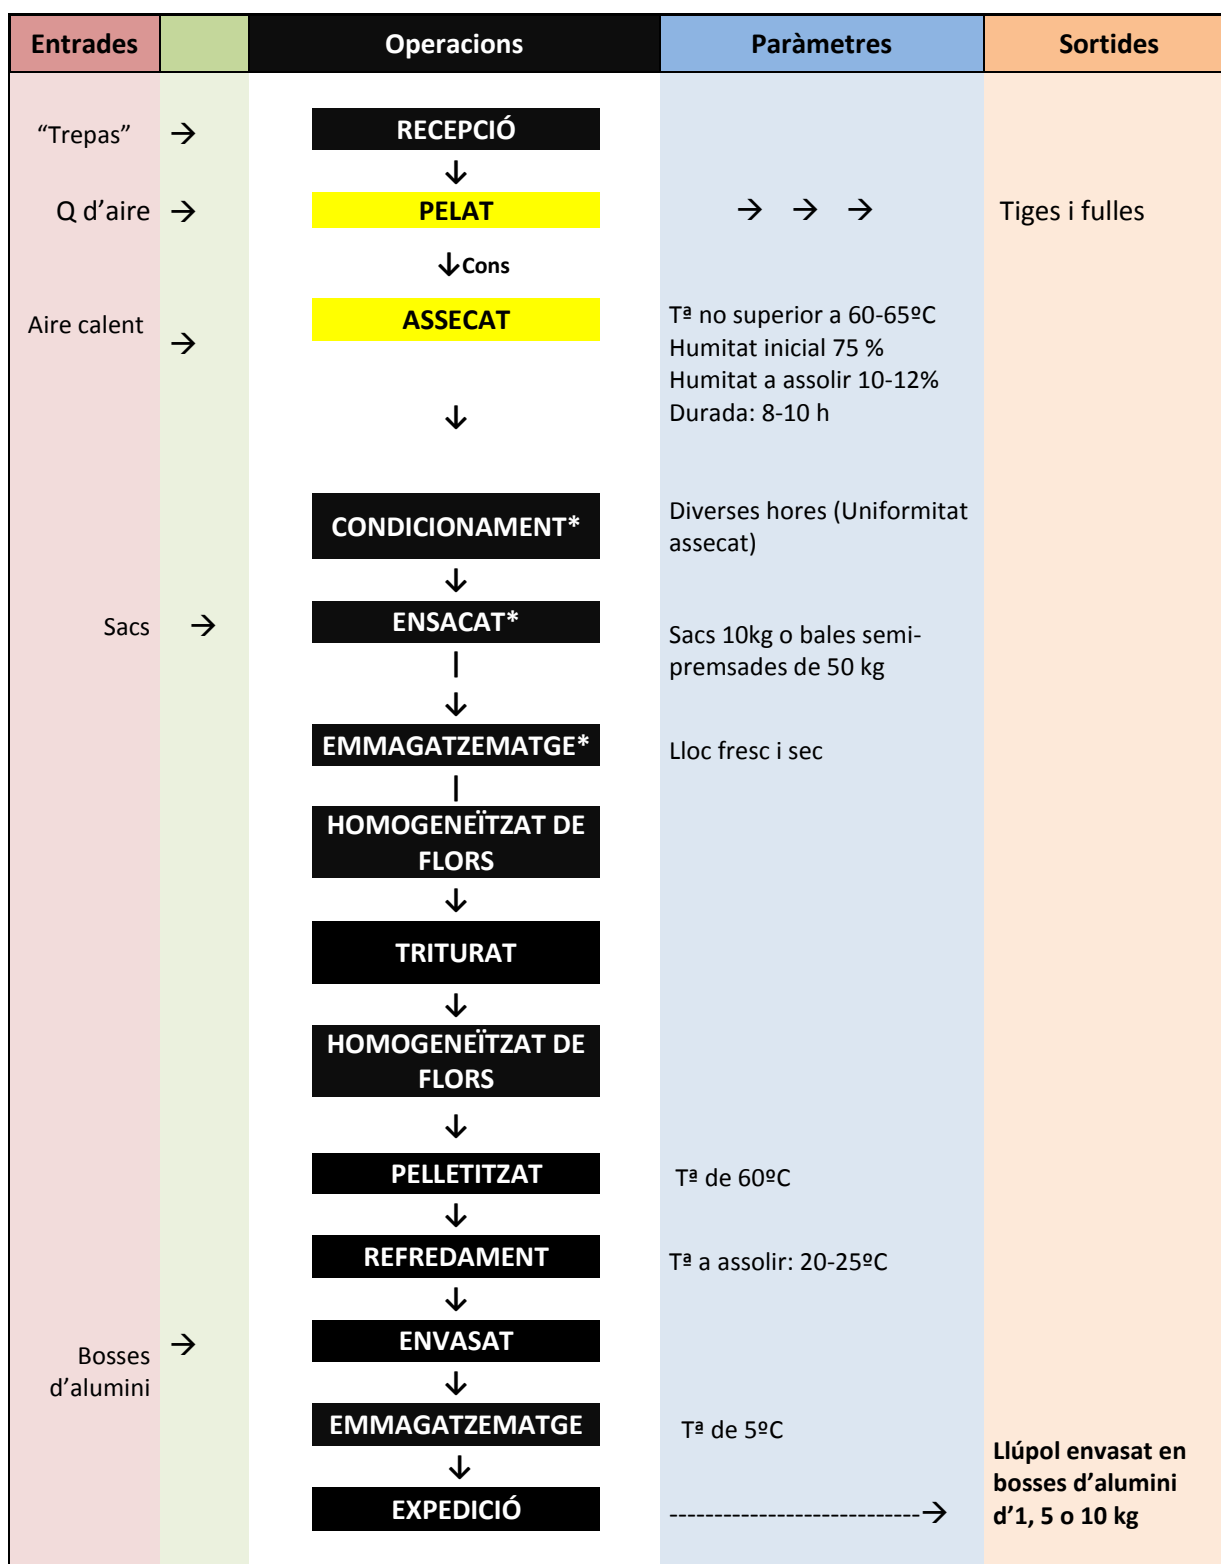 Entrades Operacions Paràmetres Sortides
“Trepas” → RECEPCIÓ
↓
Q d’aire → PELAT → → → Tiges i fulles
↓Cons
Aire calent → ASSECAT
Tª no superior a 60-65ºC
Humitat inicial 75 %
Humitat a assolir 10-12%
Durada: 8-10 h
↓
CONDICIONAMENT*
Diverses hores (Uniformitat
assecat)
↓
Sacs → ENSACAT*
Sacs 10kg o bales semi-
premsades de 50 kg
|
↓
EMMAGATZEMATGE* Lloc fresc i sec
|
HOMOGENEÏTZAT DE
FLORS
↓
TRITURAT
↓
HOMOGENEÏTZAT DE
FLORS
↓
PELLETITZAT Tª de 60ºC
↓
REFREDAMENT Tª a assolir: 20-25ºC
↓
Bosses
d’alumini
→ ENVASAT
↓
EMMAGATZEMATGE Tª de 5ºC
↓
EXPEDICIÓ ----------------------------→
Llúpol envasat en
bosses d’alumini
d’1, 5 o 10 kg